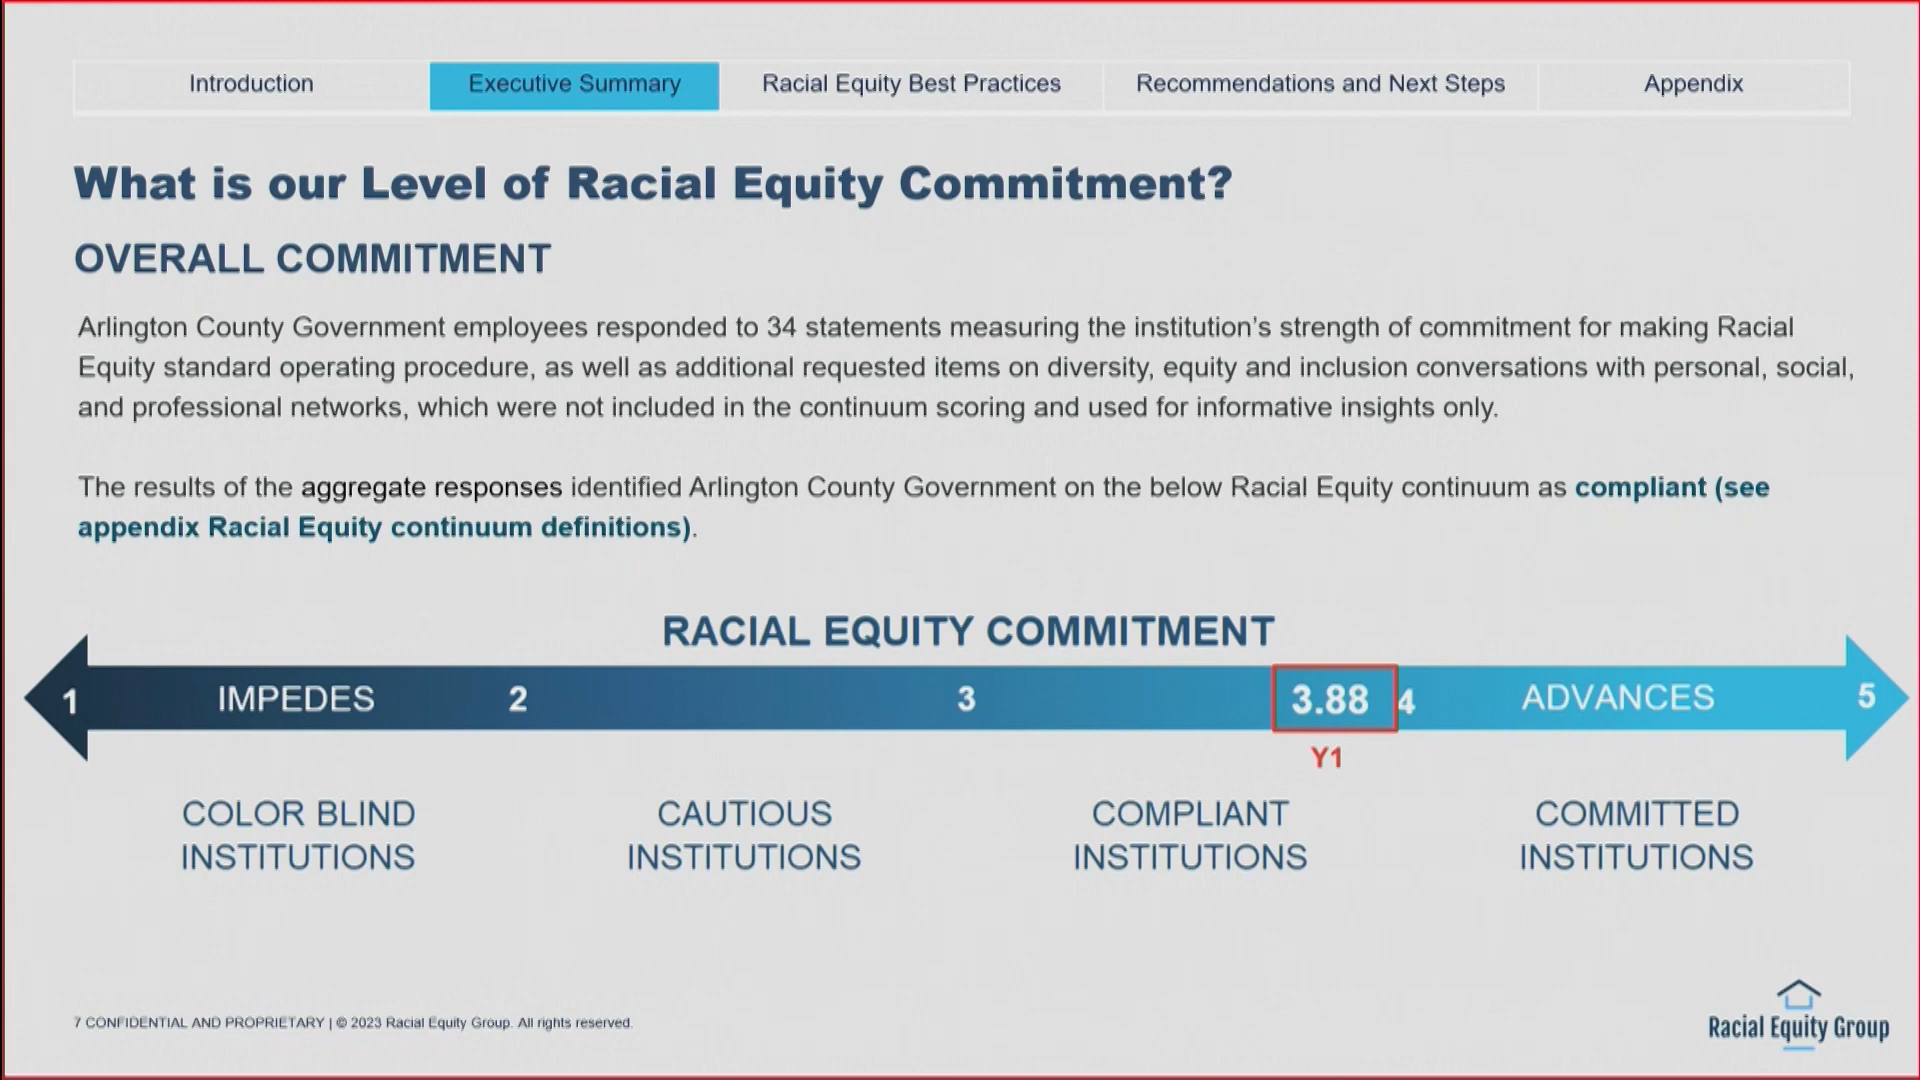 Introduction
Executive Summary
Racial Equity Best Practices
Recommendations and Next Steps
Appendix
What is our Level of Racial Equity Commitment?
OVERALL COMMITMENT
Arlington County Government employees responded to 34 statements measuring the institution’s strength of commitment for making Racial
Equity standard operating procedure, as well as additional requested items on diversity, equity and inclusion conversations with personal, social,
and professional networks, which were not included in the continuum scoring and used for informative insights only.
The results of the aggregate responses identified Arlington County Government on the below Racial Equity continuum as compliant (see
appendix Racial Equity continuum definitions).
RACIAL EQUITY COMMITMENT
1 IMPEDES 2 3 3.88 4 ADVANCES 5
Y1
COLOR BLIND
INSTITUTIONS
CAUTIOUS
INSTITUTIONS
COMPLIANT
INSTITUTIONS
COMMITTED
INSTITUTIONS
7 CONFIDENTIAL AND PROPRIETARY | © 2023 Racial Equity Group. All rights reserved.
Racial Equity Group